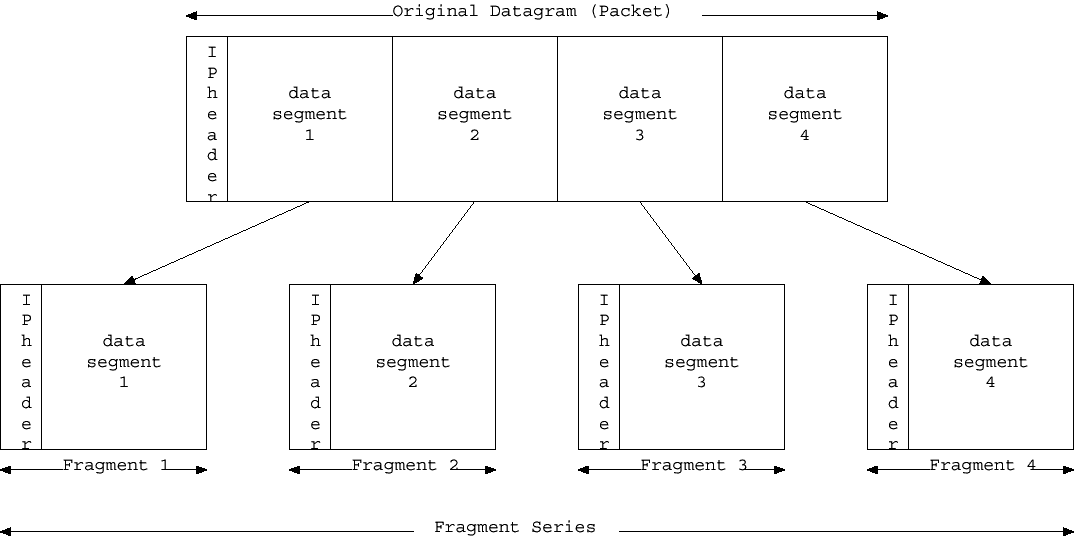 Original Datagram (Packet)
I
P
h
e
a
d
e
r
data
segment
1
data
segment
2
data
segment
3
data
segment
4
I
P
h
e
a
d
e
r
data
segment
1
I
P
h
e
a
d
e
r
data
segment
2
I
P
h
e
a
d
e
r
data
segment
3
I
P
h
e
a
d
e
r
data
segment
4
Fragment 1
Fragment 2
Fragment 3
Fragment 4
Fragment Series